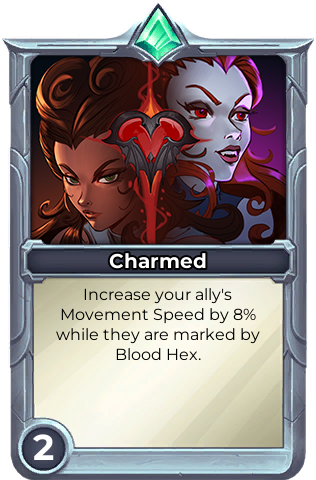 Charmed
Increase your ally's
Movement Speed by 8%
while they are marked by
Blood Hex.
2